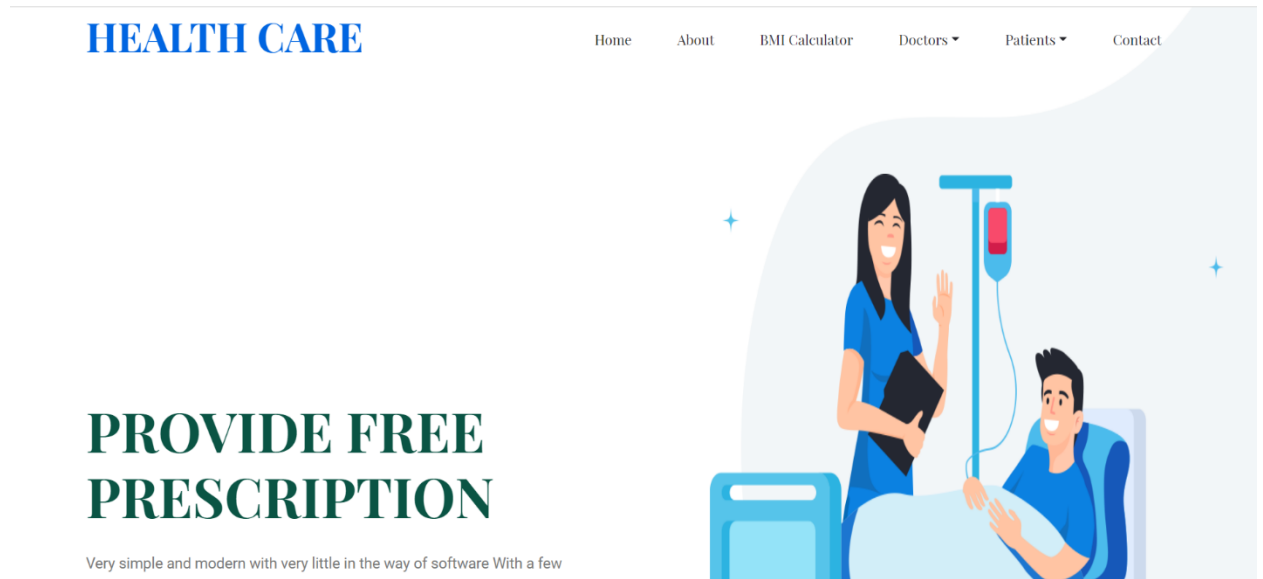 HEALTH CARE
Home About BMI Calculator Doctors Patients Contact
PROVIDE FREE
PRESCRIPTION
Very simple and modern with very little in the way of software With a few